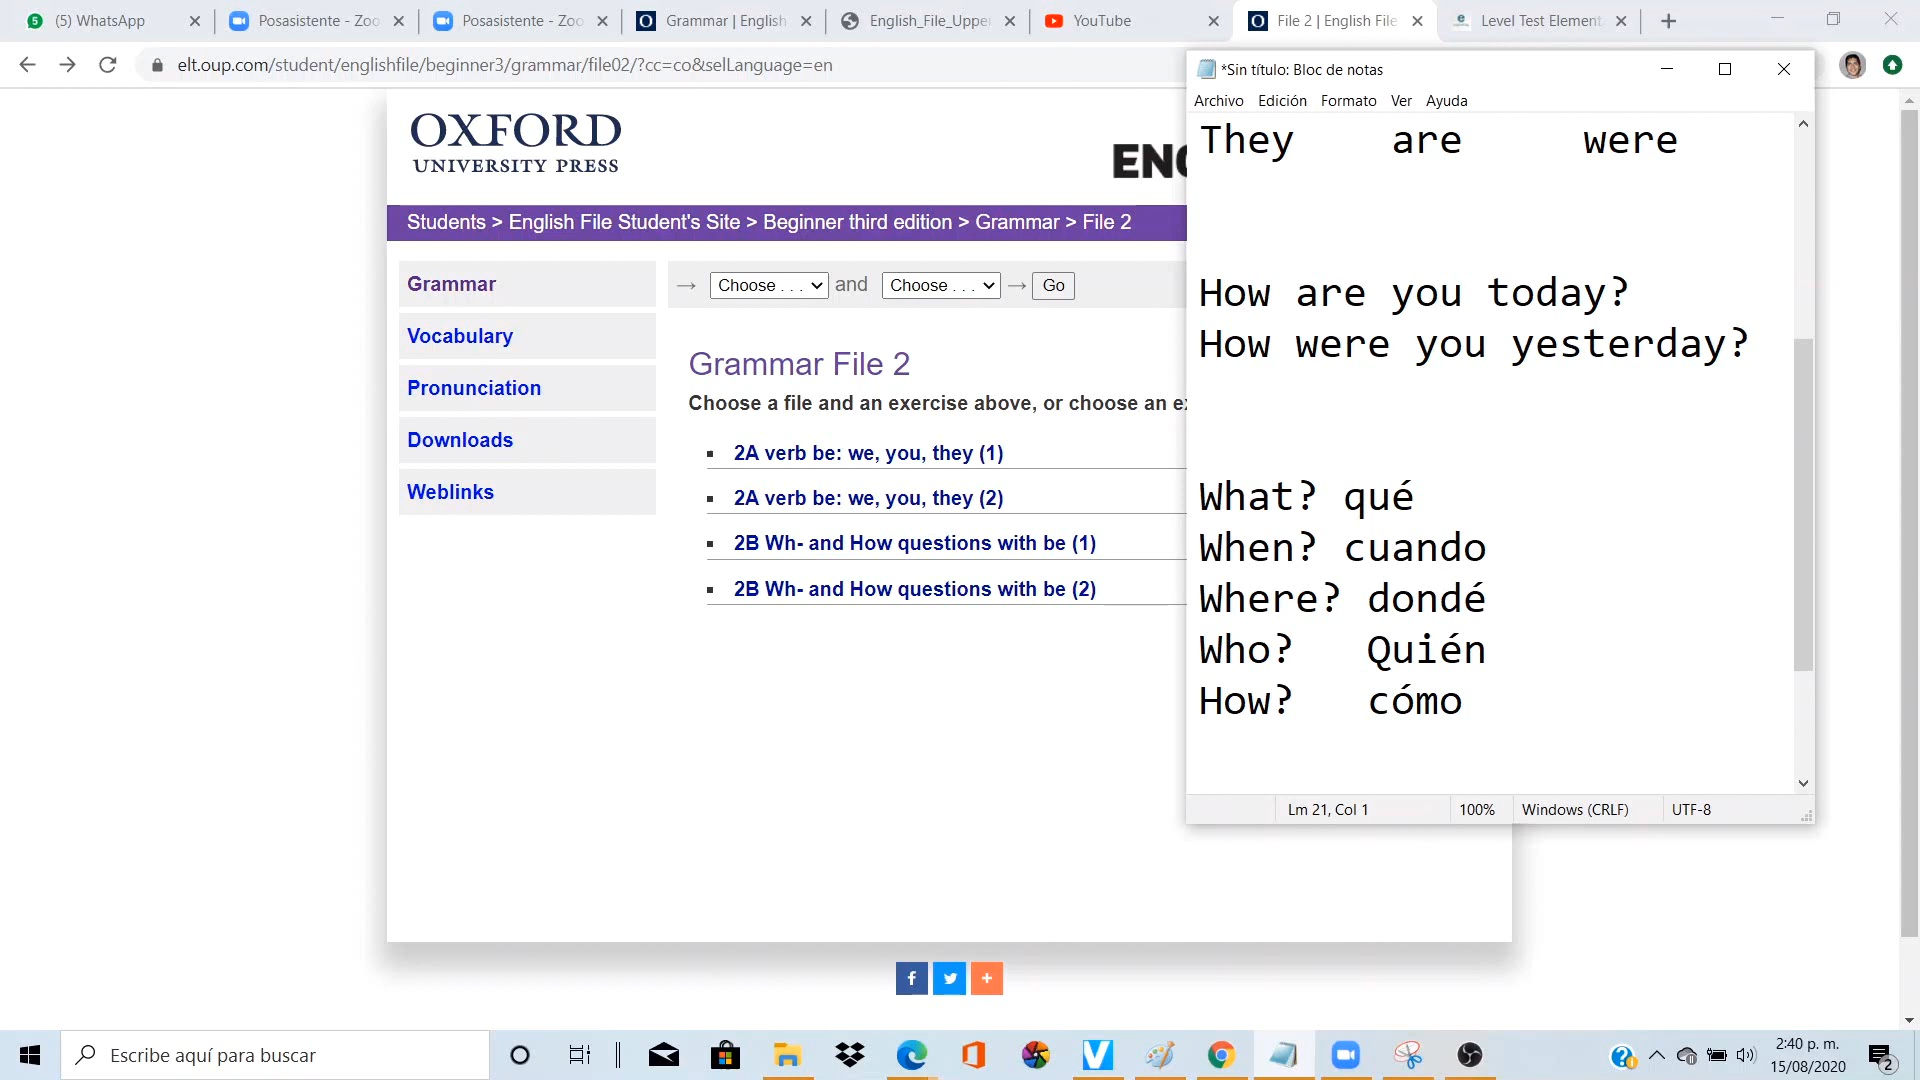 (5) WhatsApp
Posasistente - Zoo
Posasistente - Zoo
Grammar | English
English_File_Upper
YouTube
File 2 | English File
Level Test Element
elt.oup.com/student/englishfile/beginner3/grammar/file02/?cc=co&selLanguage=en
OXFORD
UNIVERSITY PRESS
ENG
Students > English File Student's Site > Beginner third edition > Grammar > File 2
Grammar
Vocabulary
Pronunciation
Downloads
Weblinks
→ Choose . . . and Choose . . . → Go
Grammar File 2
Choose a file and an exercise above, or choose an ex
2A verb be: we, you, they (1)
2A verb be: we, you, they (2)
2B Wh- and How questions with be (1)
2B Wh- and How questions with be (2)
*Sin título: Bloc de notas
Archivo Edición Formato Ver Ayuda
They are were
How are you today?
How were you yesterday?
What? qué
When? cuando
Where? dondé
Who? Quién
How? cómo
Lm 21, Col 1 100% Windows (CRLF) UTF-8
Escribe aquí para buscar
2:40 p. m.
15/08/2020
2